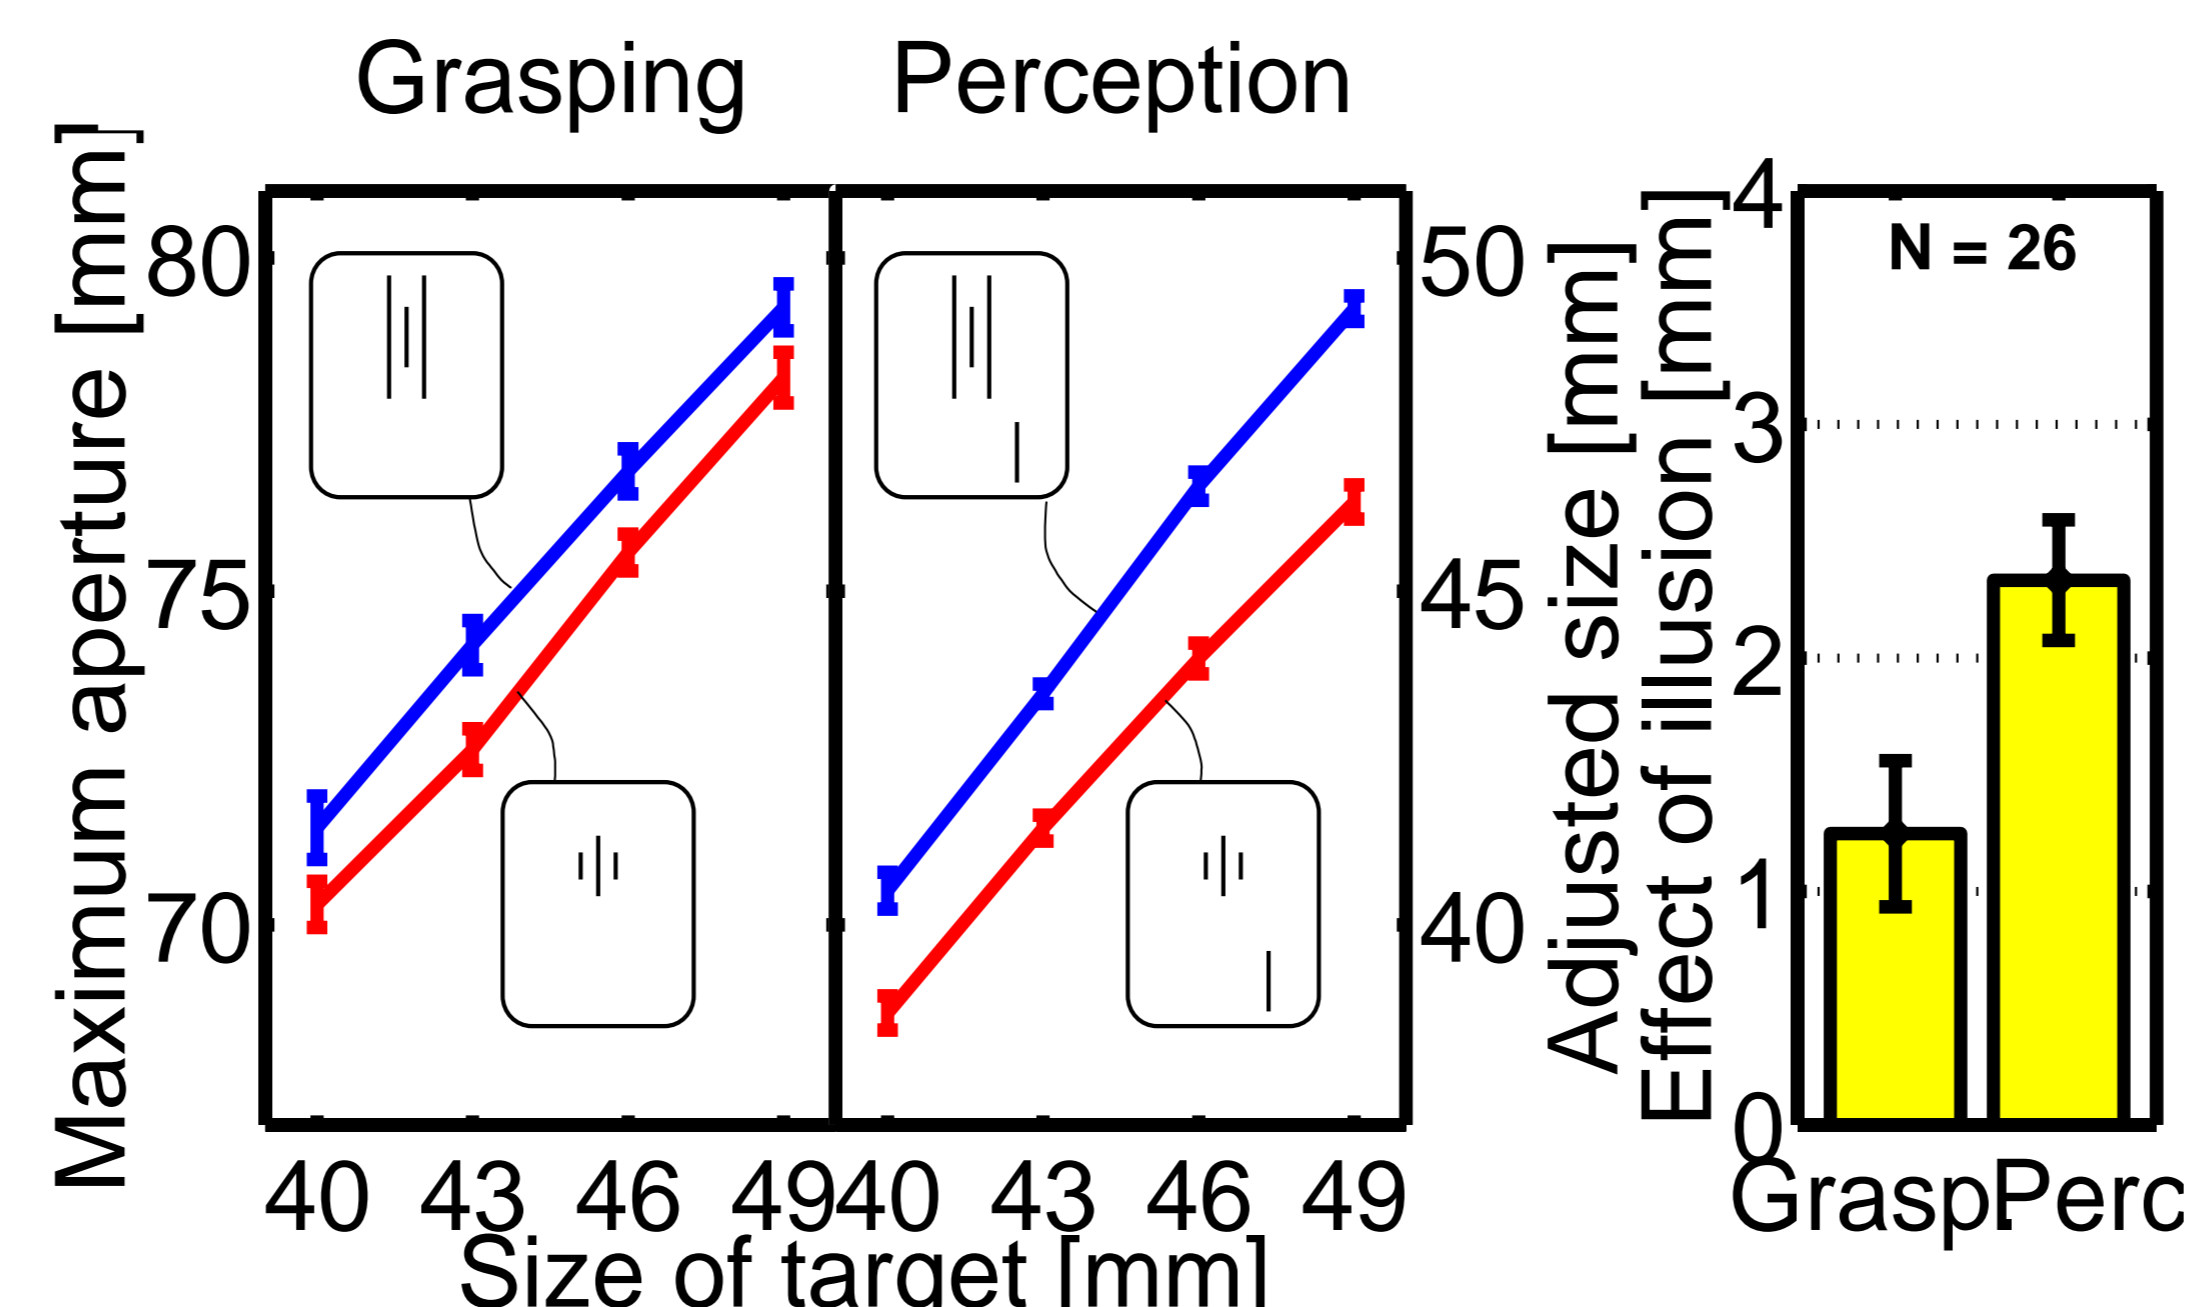 Grasping Perception
Maximum aperture [mm]
80
75
70
50
45
40
Adjusted size [mm]
40 43 46 49 40 43 46 49
Size of target [mm]
Effect of illusion [mm]
4
3
2
1
0
N = 26
Grasp. Perc